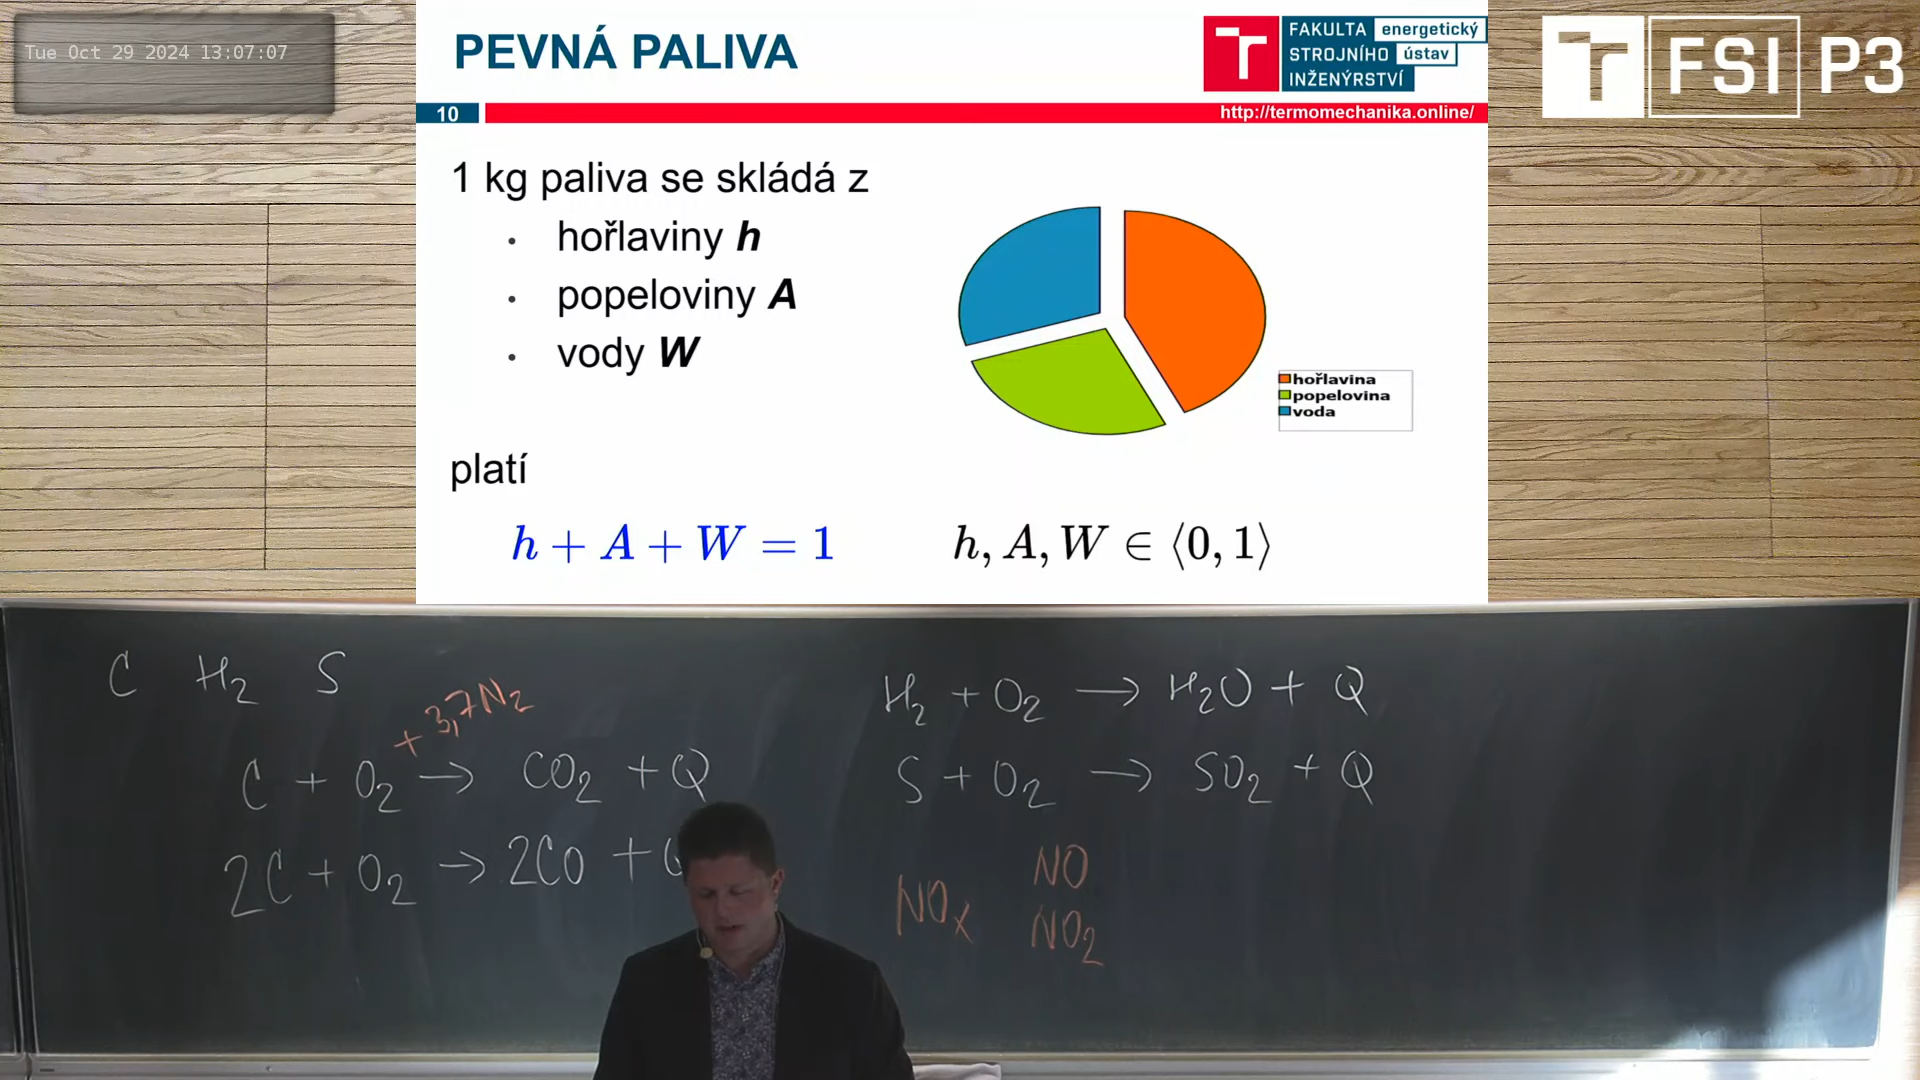 Tue Oct 29 2024 13:07:07
PEVNÁ PALIVA
FAKULTA energetický
STROJNÍHO ústav
INŽENÝRSTVÍ
T FSI P3
10
http://termomechanika.online/
1 kg paliva se skládá z
• hořlaviny h
• popeloviny A
• vody W
hořlavina
popelovina
voda
platí
h + A + W = 1
h, A, W ∈ ⟨0, 1⟩
C H₂ S
+ 3,7N₂
C + O₂ → CO₂ + Q
2C + O₂ → 2CO +
H₂ + O₂ → H₂O + Q
S + O₂ → SO₂ + Q
NOx
NO
NO₂